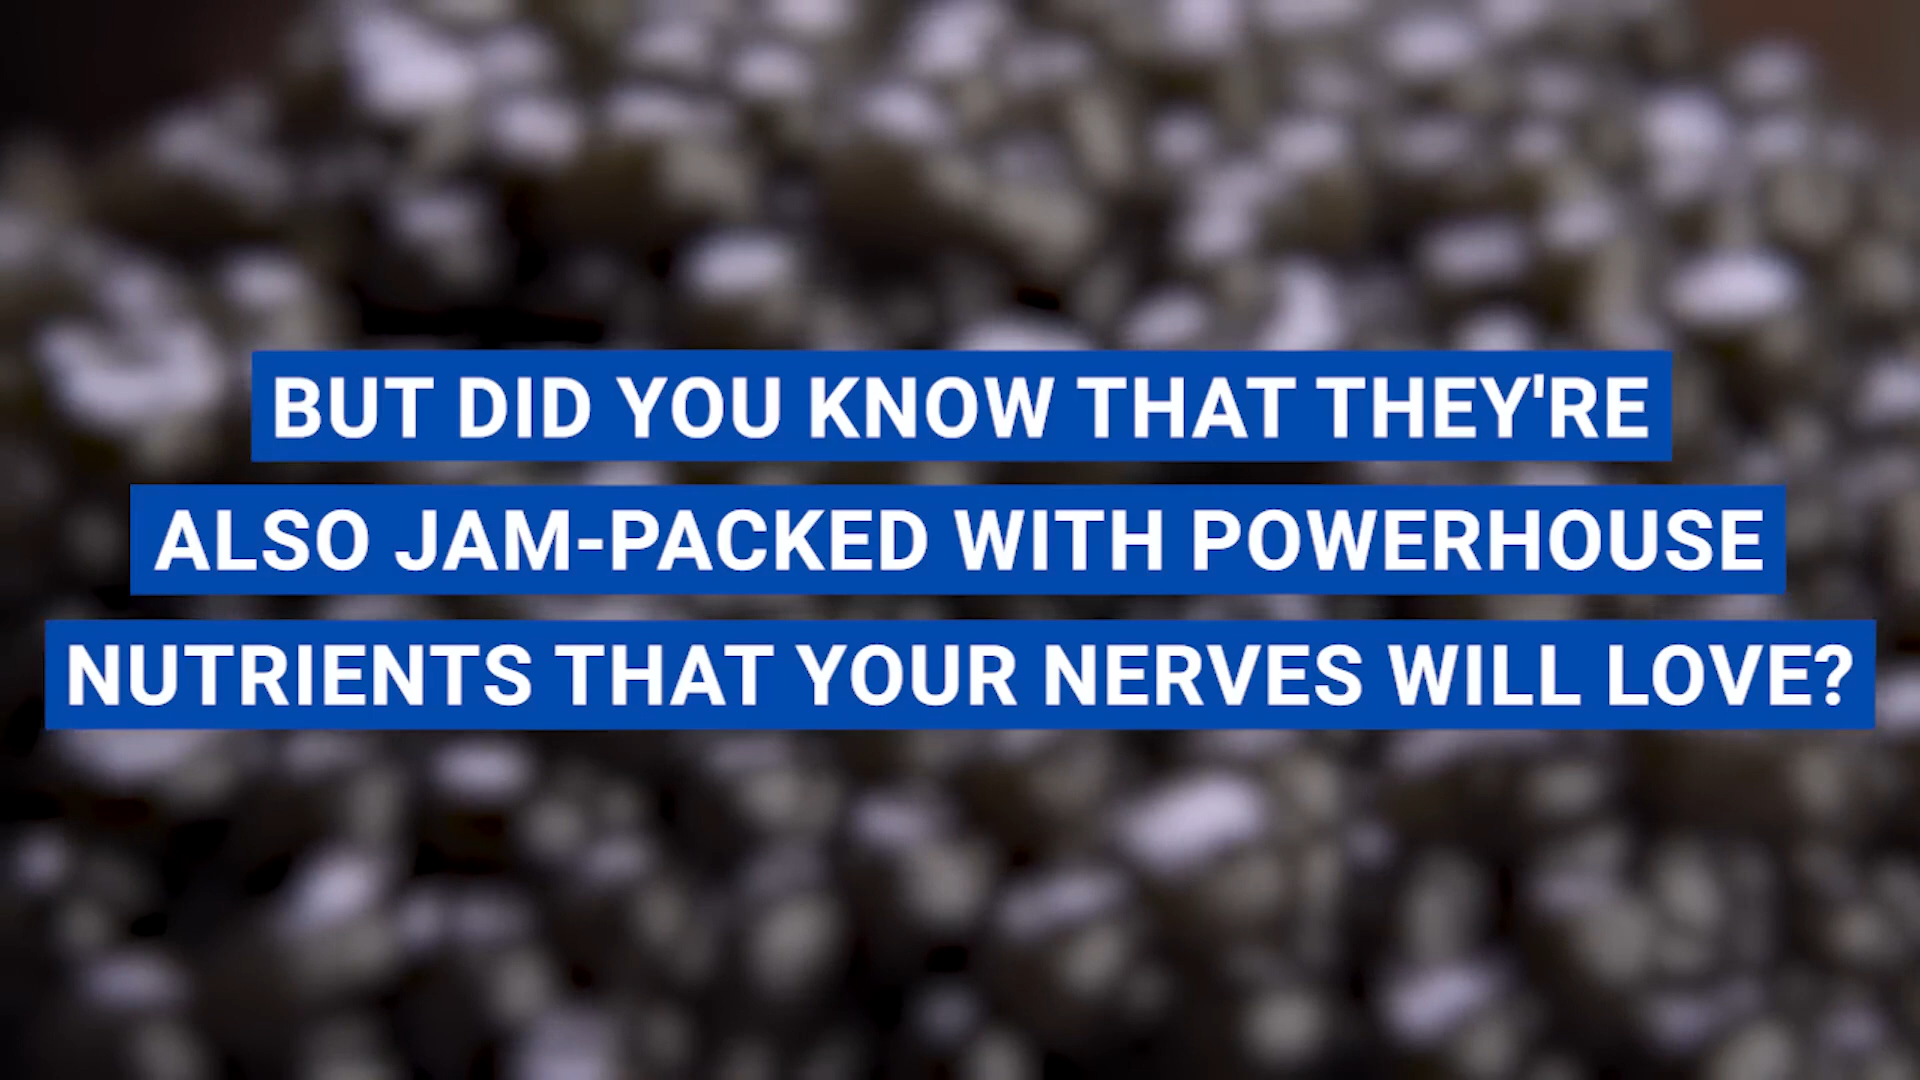 BUT DID YOU KNOW THAT THEY'RE
ALSO JAM-PACKED WITH POWERHOUSE
NUTRIENTS THAT YOUR NERVES WILL LOVE?